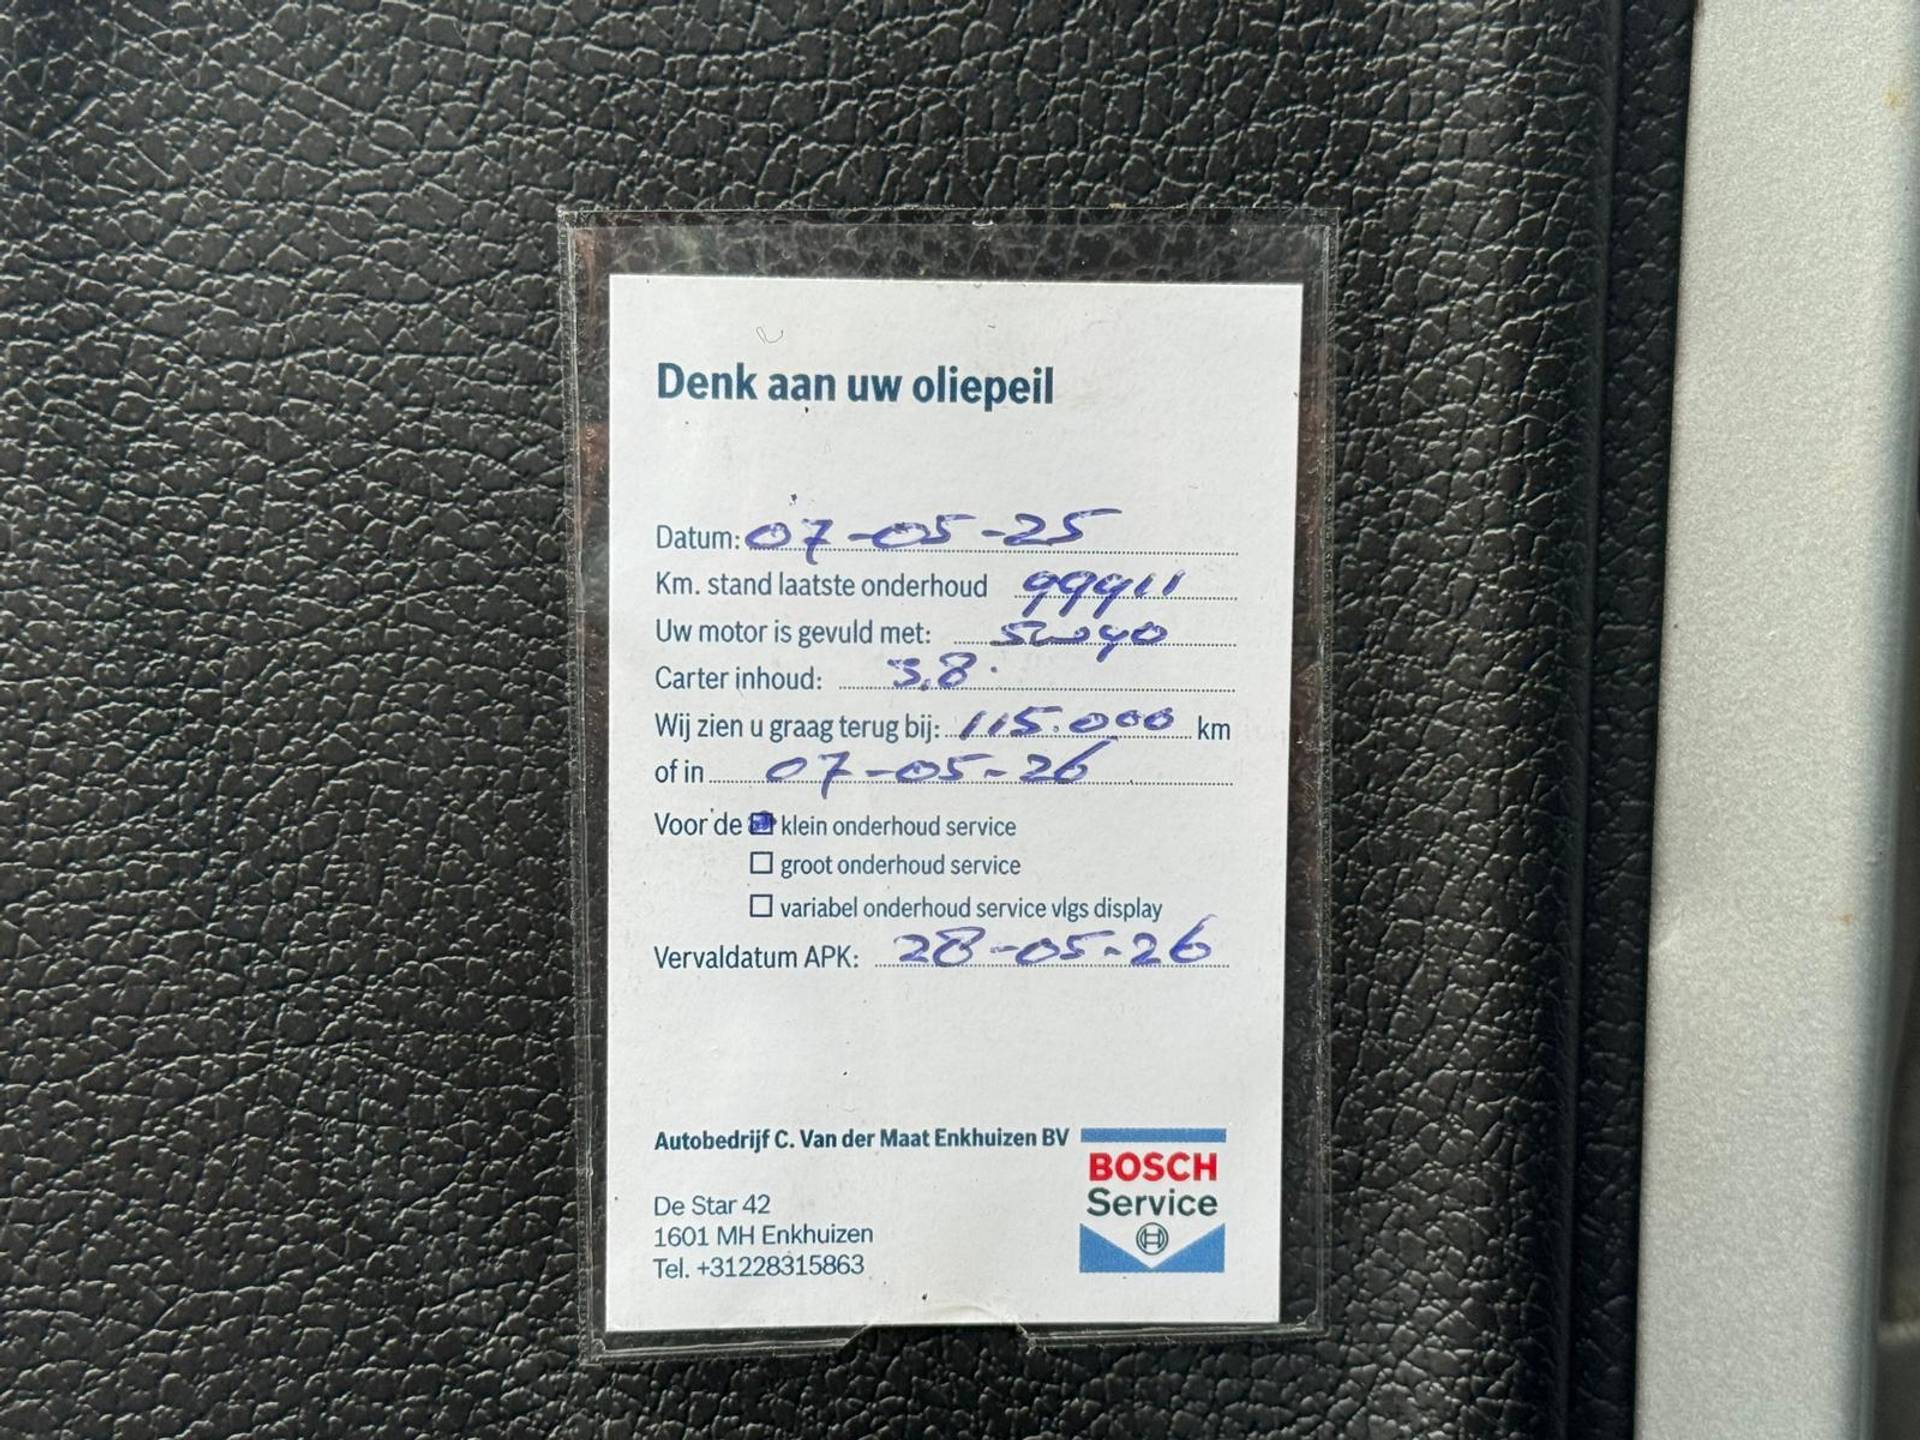 Denk aan uw oliepeil
Datum: 07-05-25
Km. stand laatste onderhoud 99911
Uw motor is gevuld met: 5w40
Carter inhoud: 3.8
Wij zien u graag terug bij: 115.000 km
of in 07-05-26
Voor de klein onderhoud service
groot onderhoud service
variabel onderhoud service vlgs display
Vervaldatum APK: 28-05-26
Autobedrijf C. Van der Maat Enkhuizen BV
BOSCH
Service
De Star 42
1601 MH Enkhuizen
Tel. +31228315863